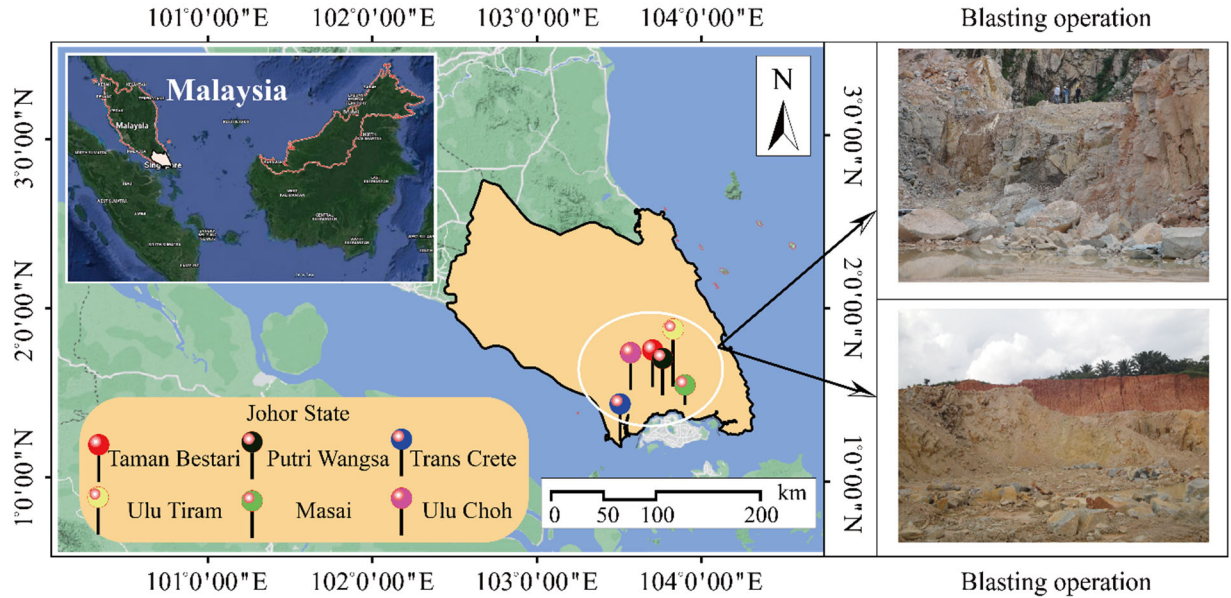 101°0'00"E 102°0'00"E 103°0'00"E 104°0'00"E
Blasting operation
Malaysia
Malaysia
N
3°0'00"N
2°0'00"N
1°0'00"N
3°0'00"N
2°0'00"N
1°0'00"N
Johor State
Taman Bestari Putri Wangsa Trans Crete
Ulu Tiram Masai Ulu Choh
km
0 50 100 200
101°0'00"E 102°0'00"E 103°0'00"E 104°0'00"E
Blasting operation